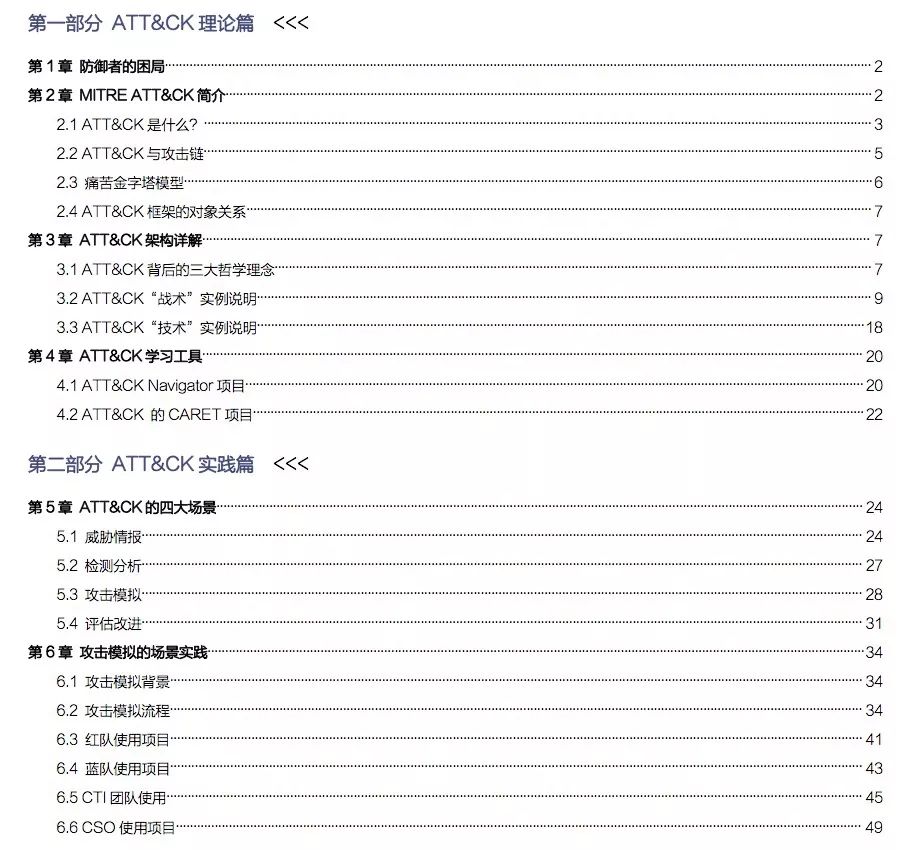 第一部分 ATT&CK 理论篇 <<<
第 1 章 防御者的困局 2
第 2 章 MITRE ATT&CK 简介 2
2.1 ATT&CK 是什么? 3
2.2 ATT&CK 与攻击链 5
2.3 痛苦金字塔模型 6
2.4 ATT&CK 框架的对象关系 7
第 3 章 ATT&CK 架构详解 7
3.1 ATT&CK 背后的三大哲学理念 7
3.2 ATT&CK “战术” 实例说明 9
3.3 ATT&CK “技术” 实例说明 18
第 4 章 ATT&CK 学习工具 20
4.1 ATT&CK Navigator 项目 20
4.2 ATT&CK 的 CARET 项目 22
第二部分 ATT&CK 实践篇 <<<
第 5 章 ATT&CK 的四大场景 24
5.1 威胁情报 24
5.2 检测分析 27
5.3 攻击模拟 28
5.4 评估改进 31
第 6 章 攻击模拟的场景实践 34
6.1 攻击模拟背景 34
6.2 攻击模拟流程 34
6.3 红队使用项目 41
6.4 蓝队使用项目 43
6.5 CTI 团队使用 45
6.6 CSO 使用项目 49